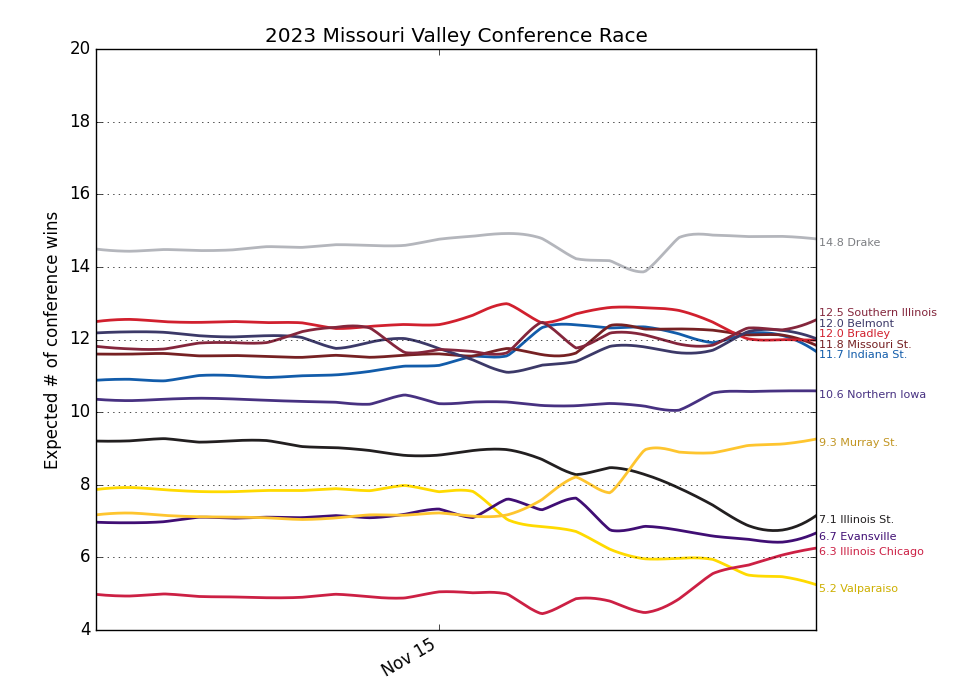 2023 Missouri Valley Conference Race
Expected # of conference wins
20
18
16
14
12
10
8
6
4
Nov 15
14.8 Drake
12.5 Southern Illinois
12.0 Belmont
12.0 Bradley
11.8 Missouri St.
11.7 Indiana St.
10.6 Northern Iowa
9.3 Murray St.
7.1 Illinois St.
6.7 Evansville
6.3 Illinois Chicago
5.2 Valparaiso